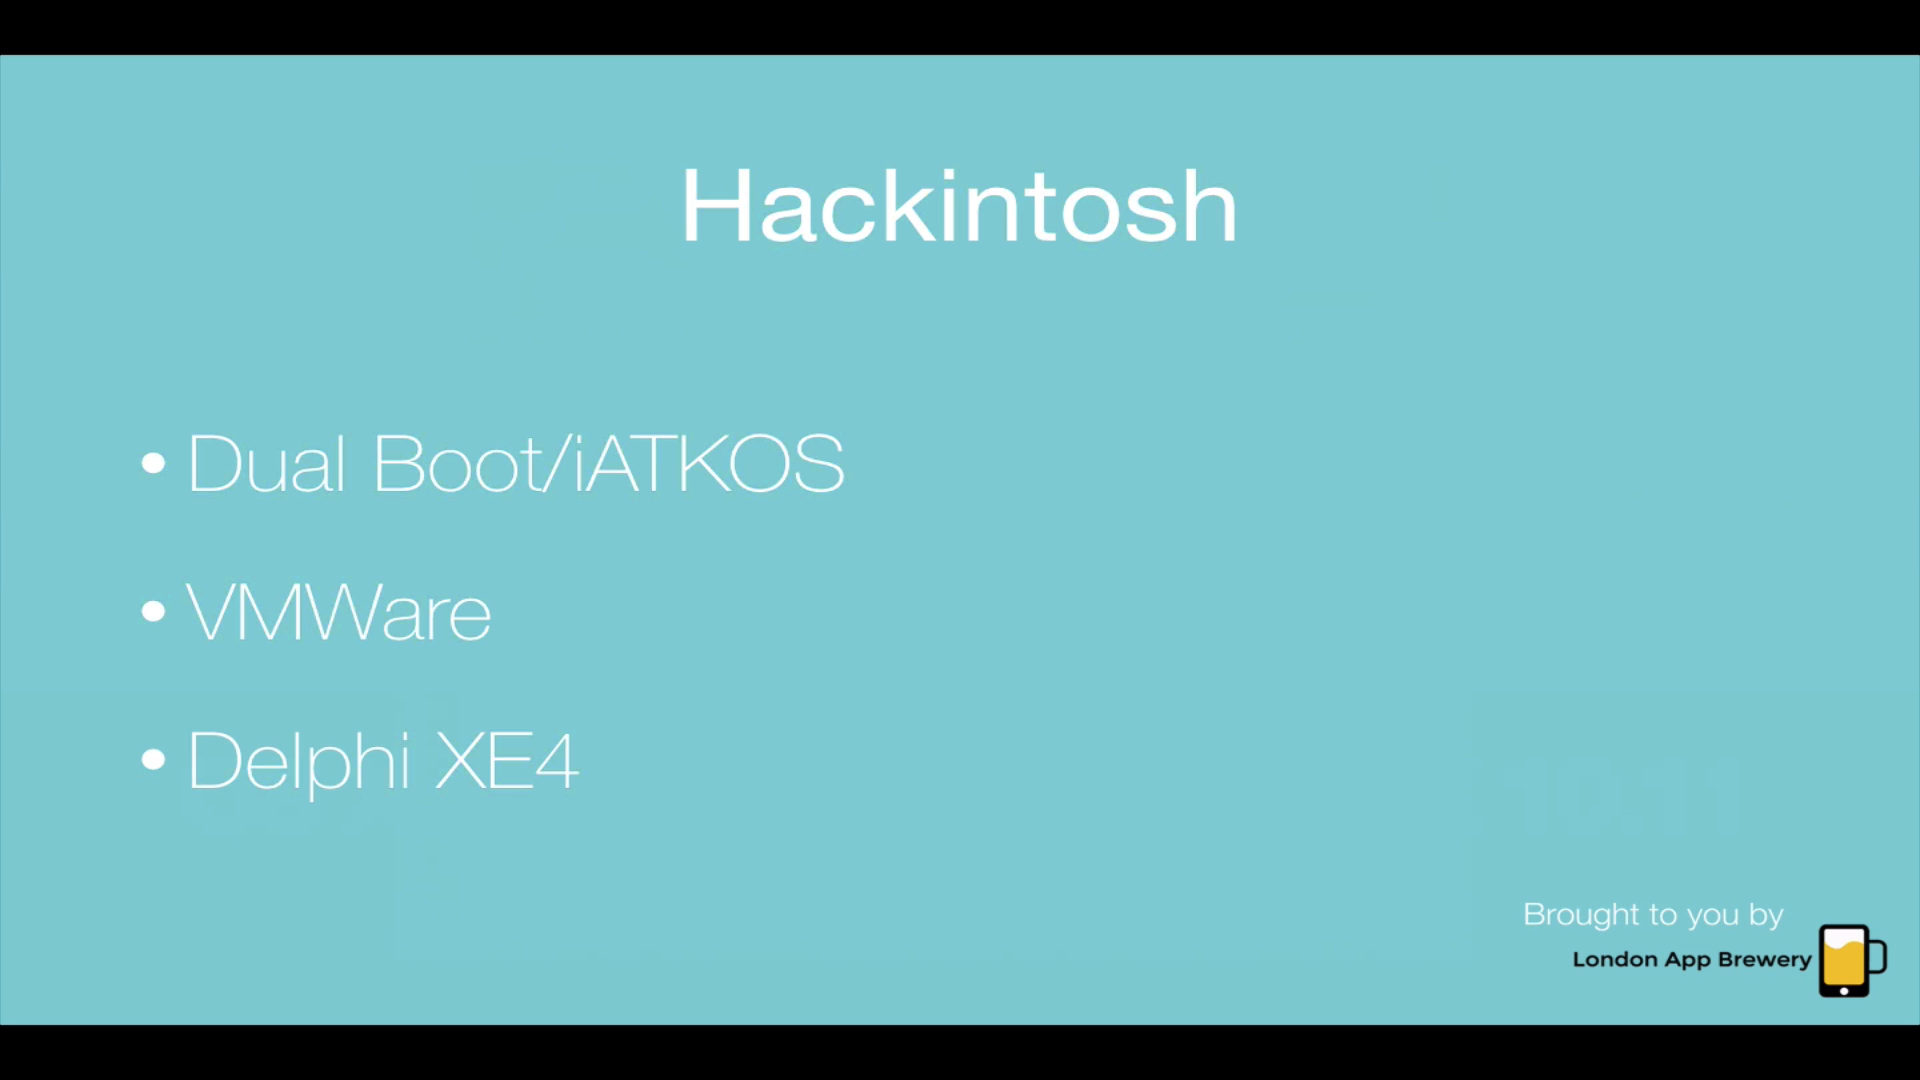 Hackintosh
• Dual Boot/iATKOS
• VMWare
• Delphi XE4
Brought to you by
London App Brewery